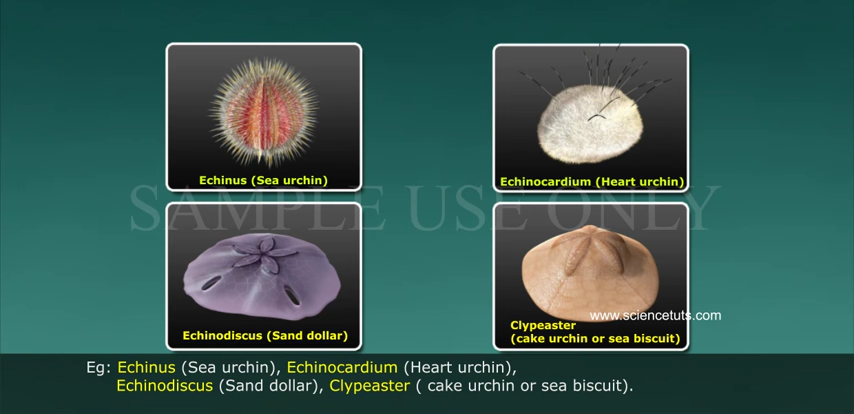 Echinus (Sea urchin)
Echinocardium (Heart urchin)
SAMPLE USE ONLY
Echinodiscus (Sand dollar)
www.sciencetuts.com
Clypeaster
(cake urchin or sea biscuit)
Eg: Echinus (Sea urchin), Echinocardium (Heart urchin),
Echinodiscus (Sand dollar), Clypeaster ( cake urchin or sea biscuit).